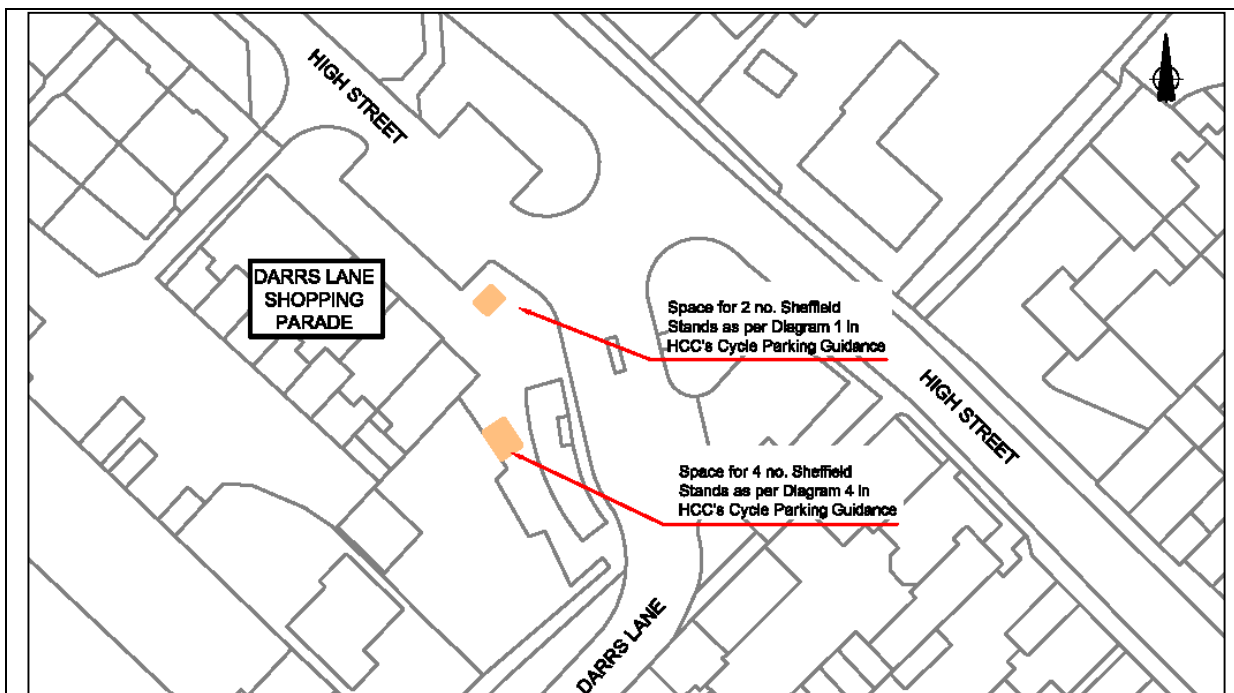 HIGH STREET
DARRS LANE
SHOPPING
PARADE
Space for 2 no. Sheffield
Stands as per Diagram 1 in
HCC's Cycle Parking Guidance
HIGH STREET
Space for 4 no. Sheffield
Stands as per Diagram 4 in
HCC's Cycle Parking Guidance
DARRS LANE